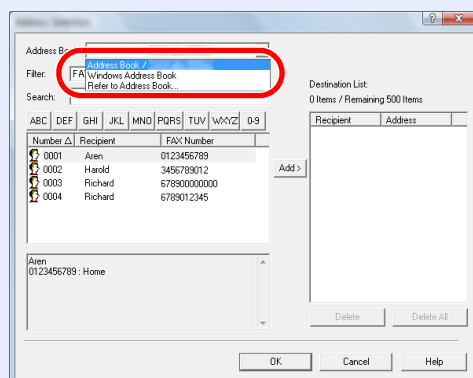 Address Selection
Address Bo
Address Book /
Filter: FA Windows Address Book
Refer to Address Book...
Search:
Destination List:
0 Items / Remaining 500 Items
ABC DEF GHI JKL MNO PQRS TUV WXYZ 0-9
Number △ Recipient FAX Number
Recipient Address
0001 Aren 0123456789
0002 Harold 3456789012
0003 Richard 678900000000
0004 Richard 6789012345
Add >
Aren
0123456789 : Home
Delete Delete All
OK Cancel Help